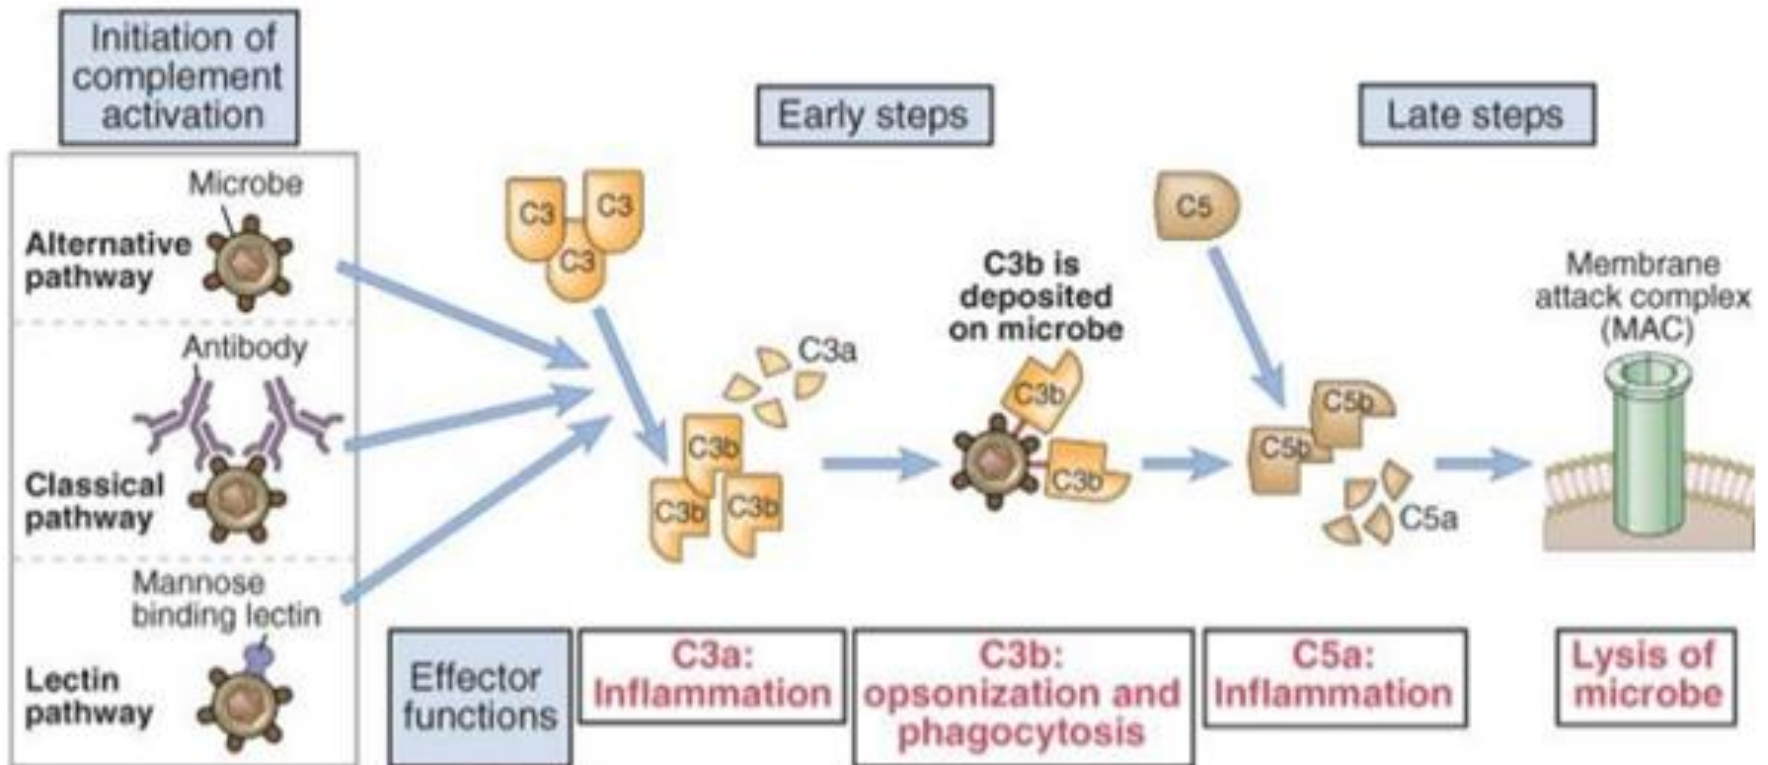 Initiation of
complement
activation
Early steps
Late steps
Microbe
Alternative
pathway
Antibody
Classical
pathway
Mannose
binding lectin
Lectin
pathway
C3
C3
C3
C3a
C3b
C3b
C3b
C3b is
deposited
on microbe
C3b
C3b
C5
C5b
C5b
C5a
Membrane
attack complex
(MAC)
Effector
functions
C3a:
Inflammation
C3b:
opsonization and
phagocytosis
C5a:
Inflammation
Lysis of
microbe